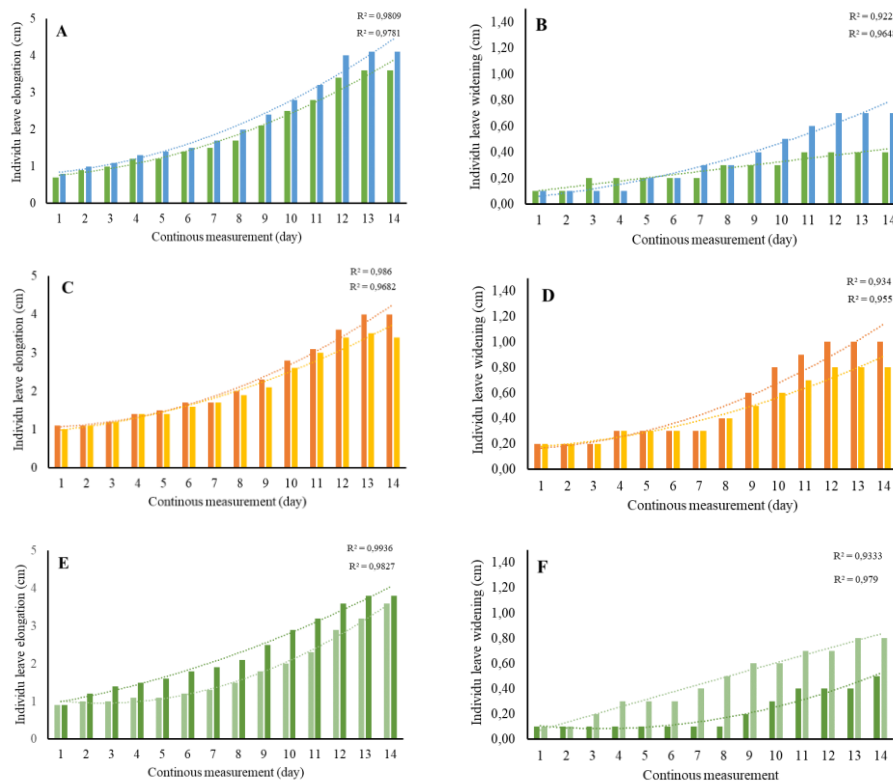 A
R² = 0,9809
R² = 0,9781
Individu leave elongation (cm)
5
4
3
2
1
0
1 2 3 4 5 6 7 8 9 10 11 12 13 14
Continous measurement (day)
B
R² = 0,922
R² = 0,9648
Individu leave widening (cm)
1,40
1,20
1,00
0,80
0,60
0,40
0,20
0,00
1 2 3 4 5 6 7 8 9 10 11 12 13 14
Continous measurement (day)
C
R² = 0,986
R² = 0,9682
Individu leave elongation (cm)
5
4
3
2
1
0
1 2 3 4 5 6 7 8 9 10 11 12 13 14
Continous measurement (day)
D
R² = 0,934
R² = 0,955
Individu leave widening (cm)
1,40
1,20
1,00
0,80
0,60
0,40
0,20
0,00
1 2 3 4 5 6 7 8 9 10 11 12 13 14
Continous measurement (day)
E
R² = 0,9936
R² = 0,9827
Individu leave elongation (cm)
5
4
3
2
1
0
1 2 3 4 5 6 7 8 9 10 11 12 13 14
Continous measurement (day)
F
R² = 0,9333
R² = 0,979
Individu leave widening (cm)
1,40
1,20
1,00
0,80
0,60
0,40
0,20
0,00
1 2 3 4 5 6 7 8 9 10 11 12 13 14
Continous measurement